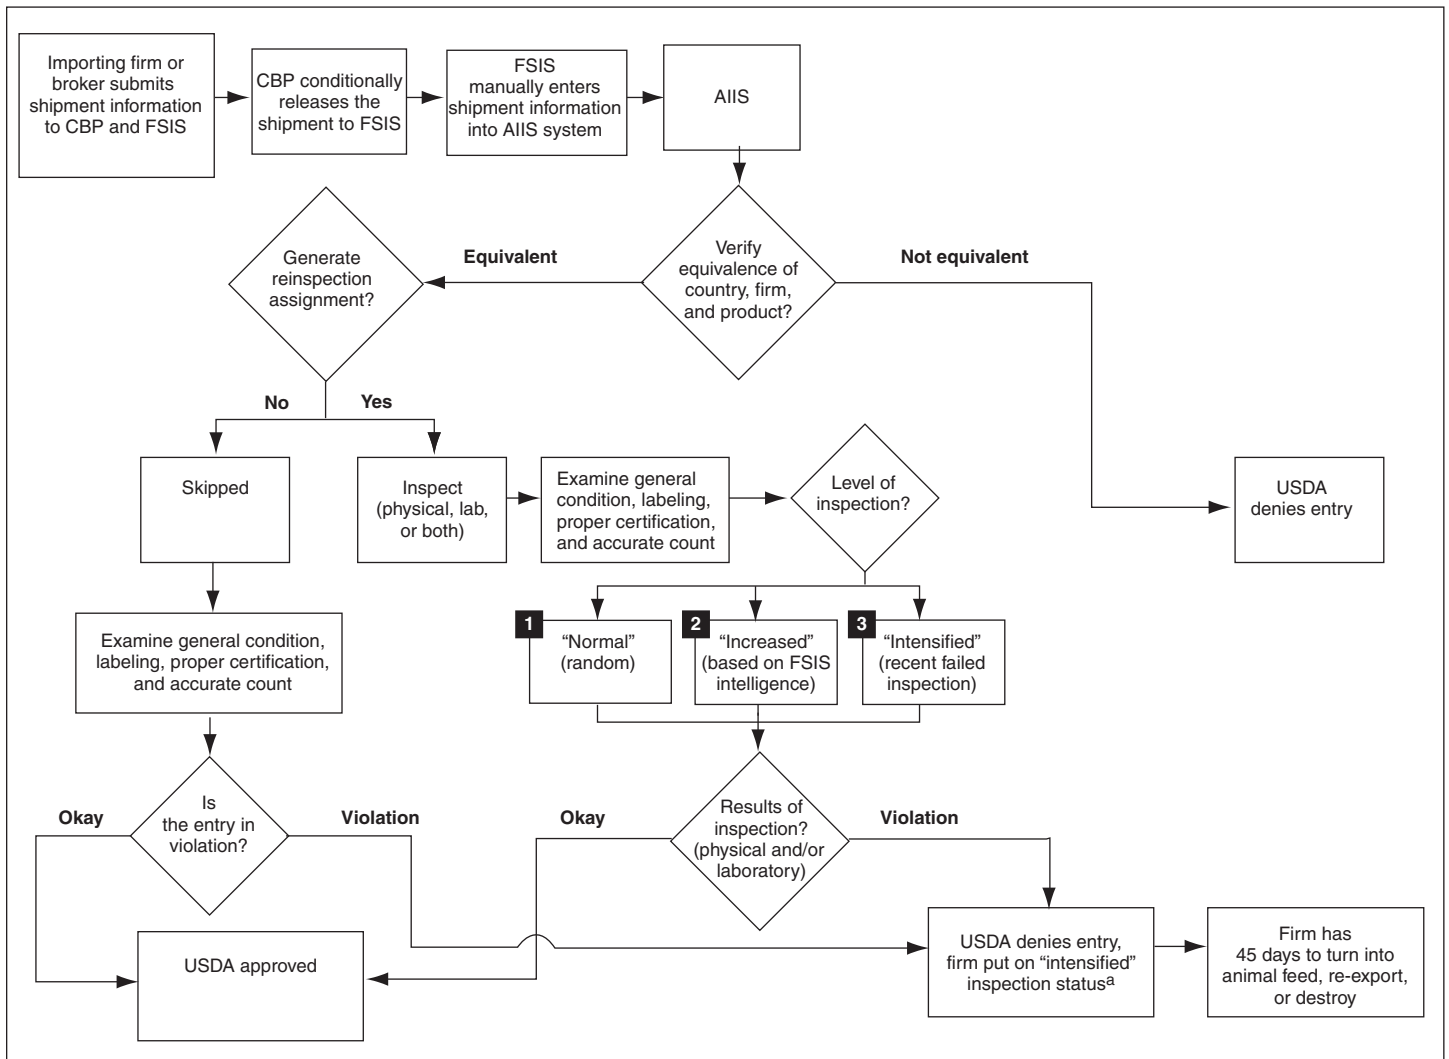 Importing firm or
broker submits
shipment information
to CBP and FSIS
CBP conditionally
releases the
shipment to FSIS
FSIS
manually enters
shipment information
into AIIS system
AIIS
Generate
reinspection
assignment?
Equivalent
Verify
equivalence of
country, firm,
and product?
Not equivalent
No
Yes
Skipped
Inspect
(physical, lab,
or both)
Examine general
condition, labeling,
proper certification,
and accurate count
Level of
inspection?
USDA
denies entry
Examine general condition,
labeling, proper certification,
and accurate count
1
“Normal”
(random)
2
“Increased”
(based on FSIS
intelligence)
3
“Intensified”
(recent failed
inspection)
Okay
Is
the entry in
violation?
Violation
Okay
Results of
inspection?
(physical and/or
laboratory)
Violation
USDA approved
USDA denies entry,
firm put on “intensified”
inspection statusa
Firm has
45 days to turn into
animal feed, re-export,
or destroy